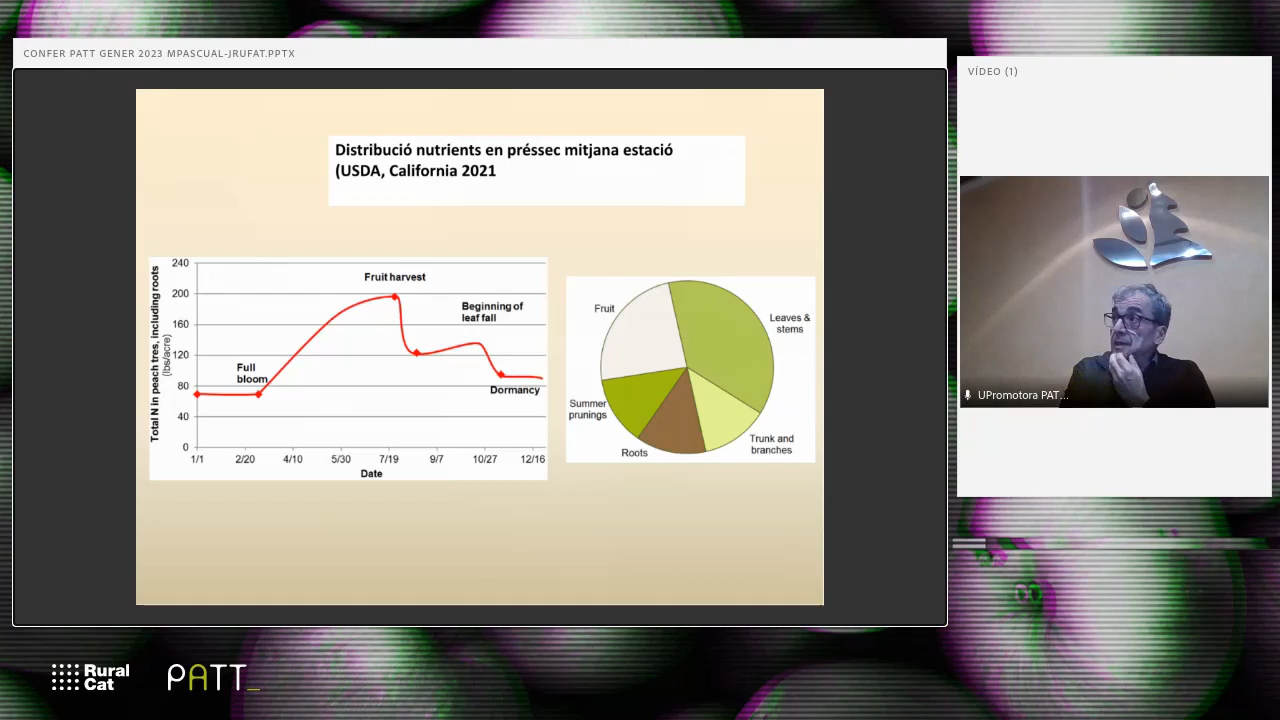 CONFER PATT GENER 2023 MPASCUAL-JRUFAT.PPTX
VÍDEO (1)
Distribució nutrients en préssec mitjana estació
(USDA, California 2021
Total N in peach tres, including roots
(lbs/acre)
240
200
160
120
80
40
0
Fruit harvest
Beginning of
leaf fall
Full
bloom
Dormancy
1/1 2/20 4/10 5/30 7/19 9/7 10/27 12/16
Date
Fruit
Leaves &
stems
Summer
prunings
Roots
Trunk and
branches
UPromotora PAT...
Rural
Cat
PATT_